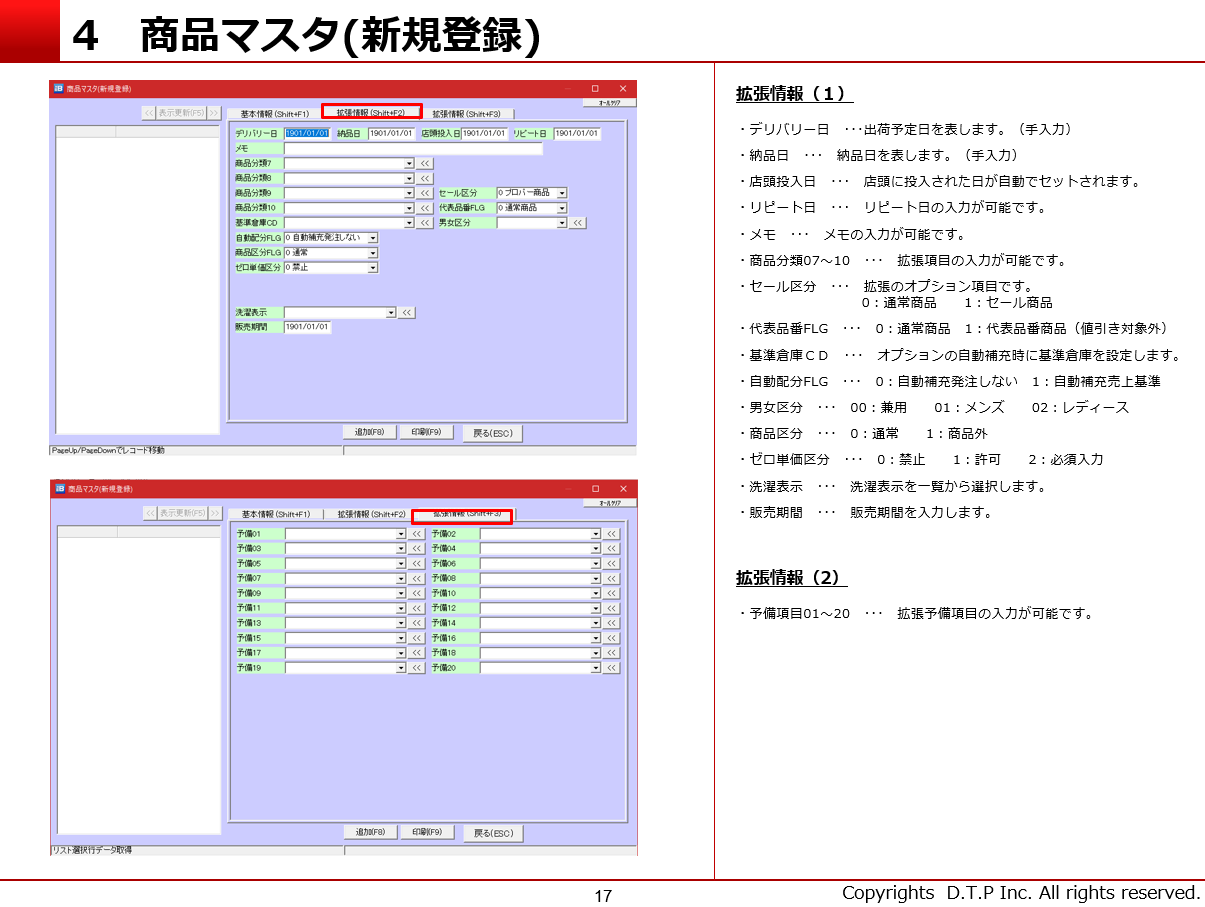 4　商品マスタ(新規登録)
商品マスタ(新規登録)
ｵｰﾙｸﾘｱ
<< 表示更新(F5) >>
基本情報(Shift+F1) 拡張情報(Shift+F2) 拡張情報(Shift+F3)
デリバリー日 1901/01/01 納品日 1901/01/01 店頭投入日 1901/01/01 リピート日 1901/01/01
メモ
商品分類7 <<
商品分類8 <<
商品分類9 << セール区分 0 プロパー商品
商品分類10 << 代表品番FLG 0 通常商品
基準倉庫CD << 男女区分 <<
自動配分FLG 0 自動補充発注しない
商品区分FLG 0 通常
ゼロ単価区分 0 禁止
洗濯表示 <<
販売期間 1901/01/01
追加(F8) 印刷(F9) 戻る(ESC)
PageUp/PageDownでレコード移動
商品マスタ(新規登録)
ｵｰﾙｸﾘｱ
<< 表示更新(F5) >>
基本情報(Shift+F1) 拡張情報(Shift+F2) 拡張情報(Shift+F3)
予備01 << 予備02 <<
予備03 << 予備04 <<
予備05 << 予備06 <<
予備07 << 予備08 <<
予備09 << 予備10 <<
予備11 << 予備12 <<
予備13 << 予備14 <<
予備15 << 予備16 <<
予備17 << 予備18 <<
予備19 << 予備20 <<
追加(F8) 印刷(F9) 戻る(ESC)
リスト選択行データ取得
拡張情報（１）
・デリバリー日　･･･出荷予定日を表します。（手入力）
・納品日　･･･　納品日を表します。（手入力）
・店頭投入日　･･･　店頭に投入された日が自動でセットされます。
・リピート日　･･･　リピート日の入力が可能です。
・メモ　･･･　メモの入力が可能です。
・商品分類07～10　･･･　拡張項目の入力が可能です。
・セール区分　･･･　拡張のオプション項目です。
0：通常商品　　1：セール商品
・代表品番FLG　･･･　0：通常商品　1：代表品番商品（値引き対象外）
・基準倉庫ＣＤ　･･･　オプションの自動補充時に基準倉庫を設定します。
・自動配分FLG　･･･　0：自動補充発注しない　1：自動補充売上基準
・男女区分　･･･　00：兼用　　01：メンズ　　02：レディース
・商品区分　･･･　0：通常　　1：商品外
・ゼロ単価区分　･･･　0：禁止　　1：許可　　2：必須入力
・洗濯表示　･･･　洗濯表示を一覧から選択します。
・販売期間　･･･　販売期間を入力します。
拡張情報（2）
・予備項目01～20　･･･　拡張予備項目の入力が可能です。
17
Copyrights D.T.P Inc. All rights reserved.